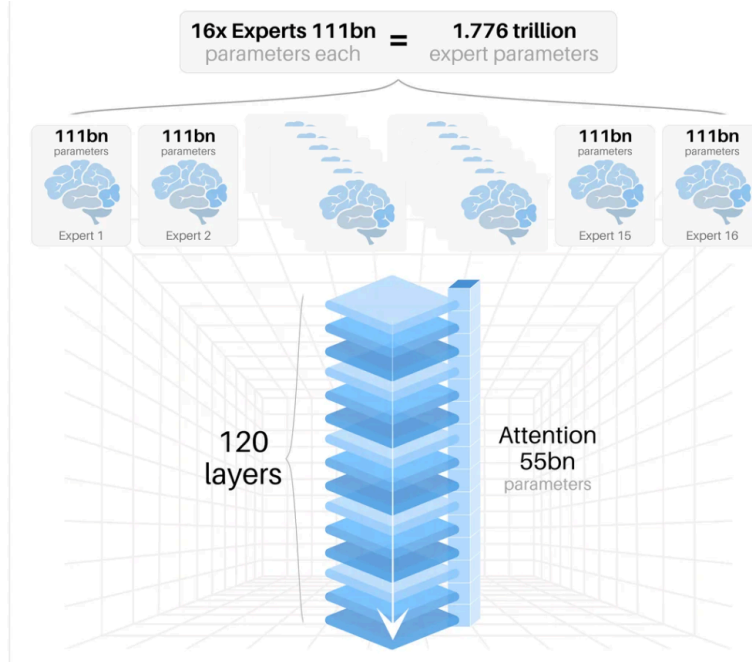 16x Experts 111bn = 1.776 trillion
parameters each expert parameters
111bn
parameters
Expert 1
111bn
parameters
Expert 2
111bn
parameters
Expert 15
111bn
parameters
Expert 16
120
layers
Attention
55bn
parameters